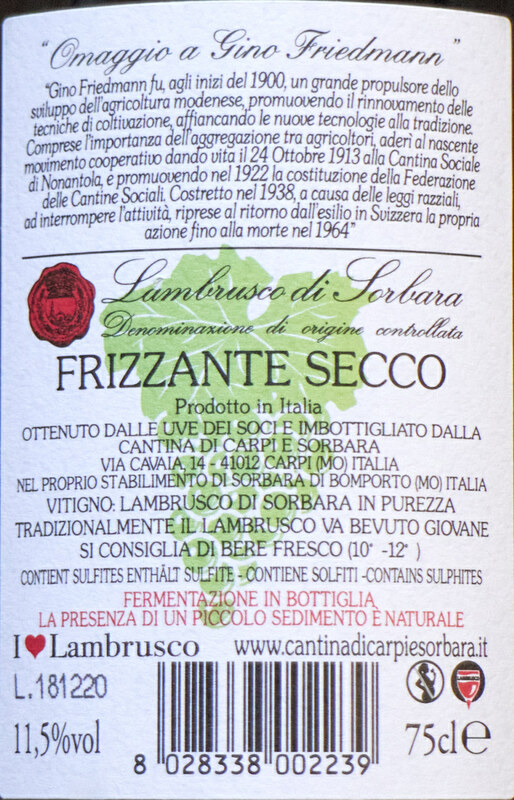 "Omaggio a Gino Friedmann"
"Gino Friedmann fu, agli inizi del 1900, un grande propulsore dello
sviluppo dell'agricoltura modenese, promuovendo il rinnovamento delle
tecniche di coltivazione, affiancando le nuove tecnologie alla tradizione.
Comprese l'importanza dell'aggregazione tra agricoltori, aderì al nascente
movimento cooperativo dando vita il 24 Ottobre 1913 alla Cantina Sociale
di Nonantola, e promuovendo nel 1922 la costituzione della Federazione
delle Cantine Sociali. Costretto nel 1938, a causa delle leggi razziali,
ad interrompere l'attività, riprese al ritorno dall'esilio in Svizzera la propria
azione fino alla morte nel 1964"
Lambrusco di Sorbara
Denominazione di origine controllata
FRIZZANTE SECCO
Prodotto in Italia
OTTENUTO DALLE UVE DEI SOCI E IMBOTTIGLIATO DALLA
CANTINA DI CARPI E SORBARA
VIA CAVAIA, 14 - 41012 CARPI (MO) ITALIA
NEL PROPRIO STABILIMENTO DI SORBARA DI BOMPORTO (MO) ITALIA
VITIGNO: LAMBRUSCO DI SORBARA IN PUREZZA
TRADIZIONALMENTE IL LAMBRUSCO VA BEVUTO GIOVANE
SI CONSIGLIA DI BERE FRESCO (10° -12° )
CONTIENT SULFITES ENTHÄLT SULFITE - CONTIENE SOLFITI -CONTAINS SULPHITES
FERMENTAZIONE IN BOTTIGLIA
LA PRESENZA DI UN PICCOLO SEDIMENTO È NATURALE
I ♥ Lambrusco www.cantinadicarpiesorbara.it
L.181220
LAMBRUSCO
11,5%vol 75cl e
8 028338 002239